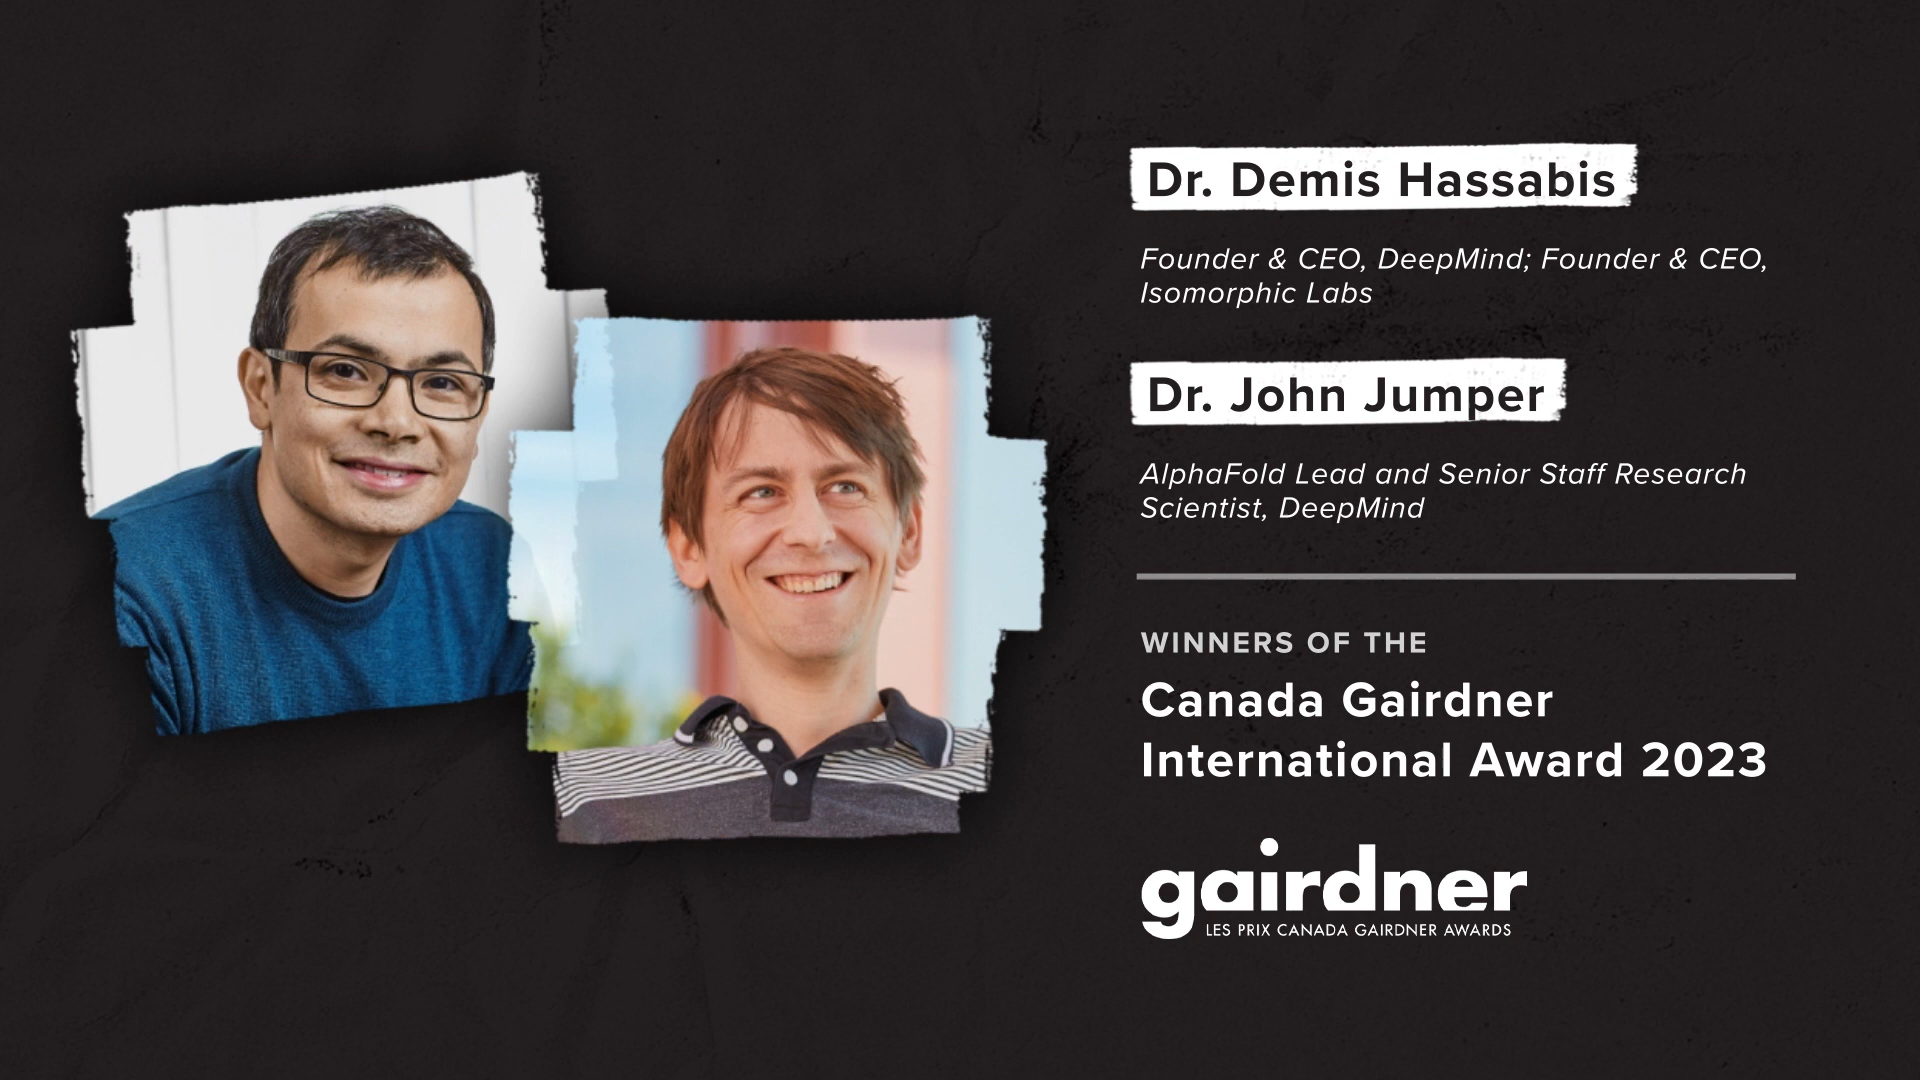 Dr. Demis Hassabis
Founder & CEO, DeepMind; Founder & CEO,
Isomorphic Labs
Dr. John Jumper
AlphaFold Lead and Senior Staff Research
Scientist, DeepMind
WINNERS OF THE
Canada Gairdner
International Award 2023
gairdner
LES PRIX CANADA GAIRDNER AWARDS